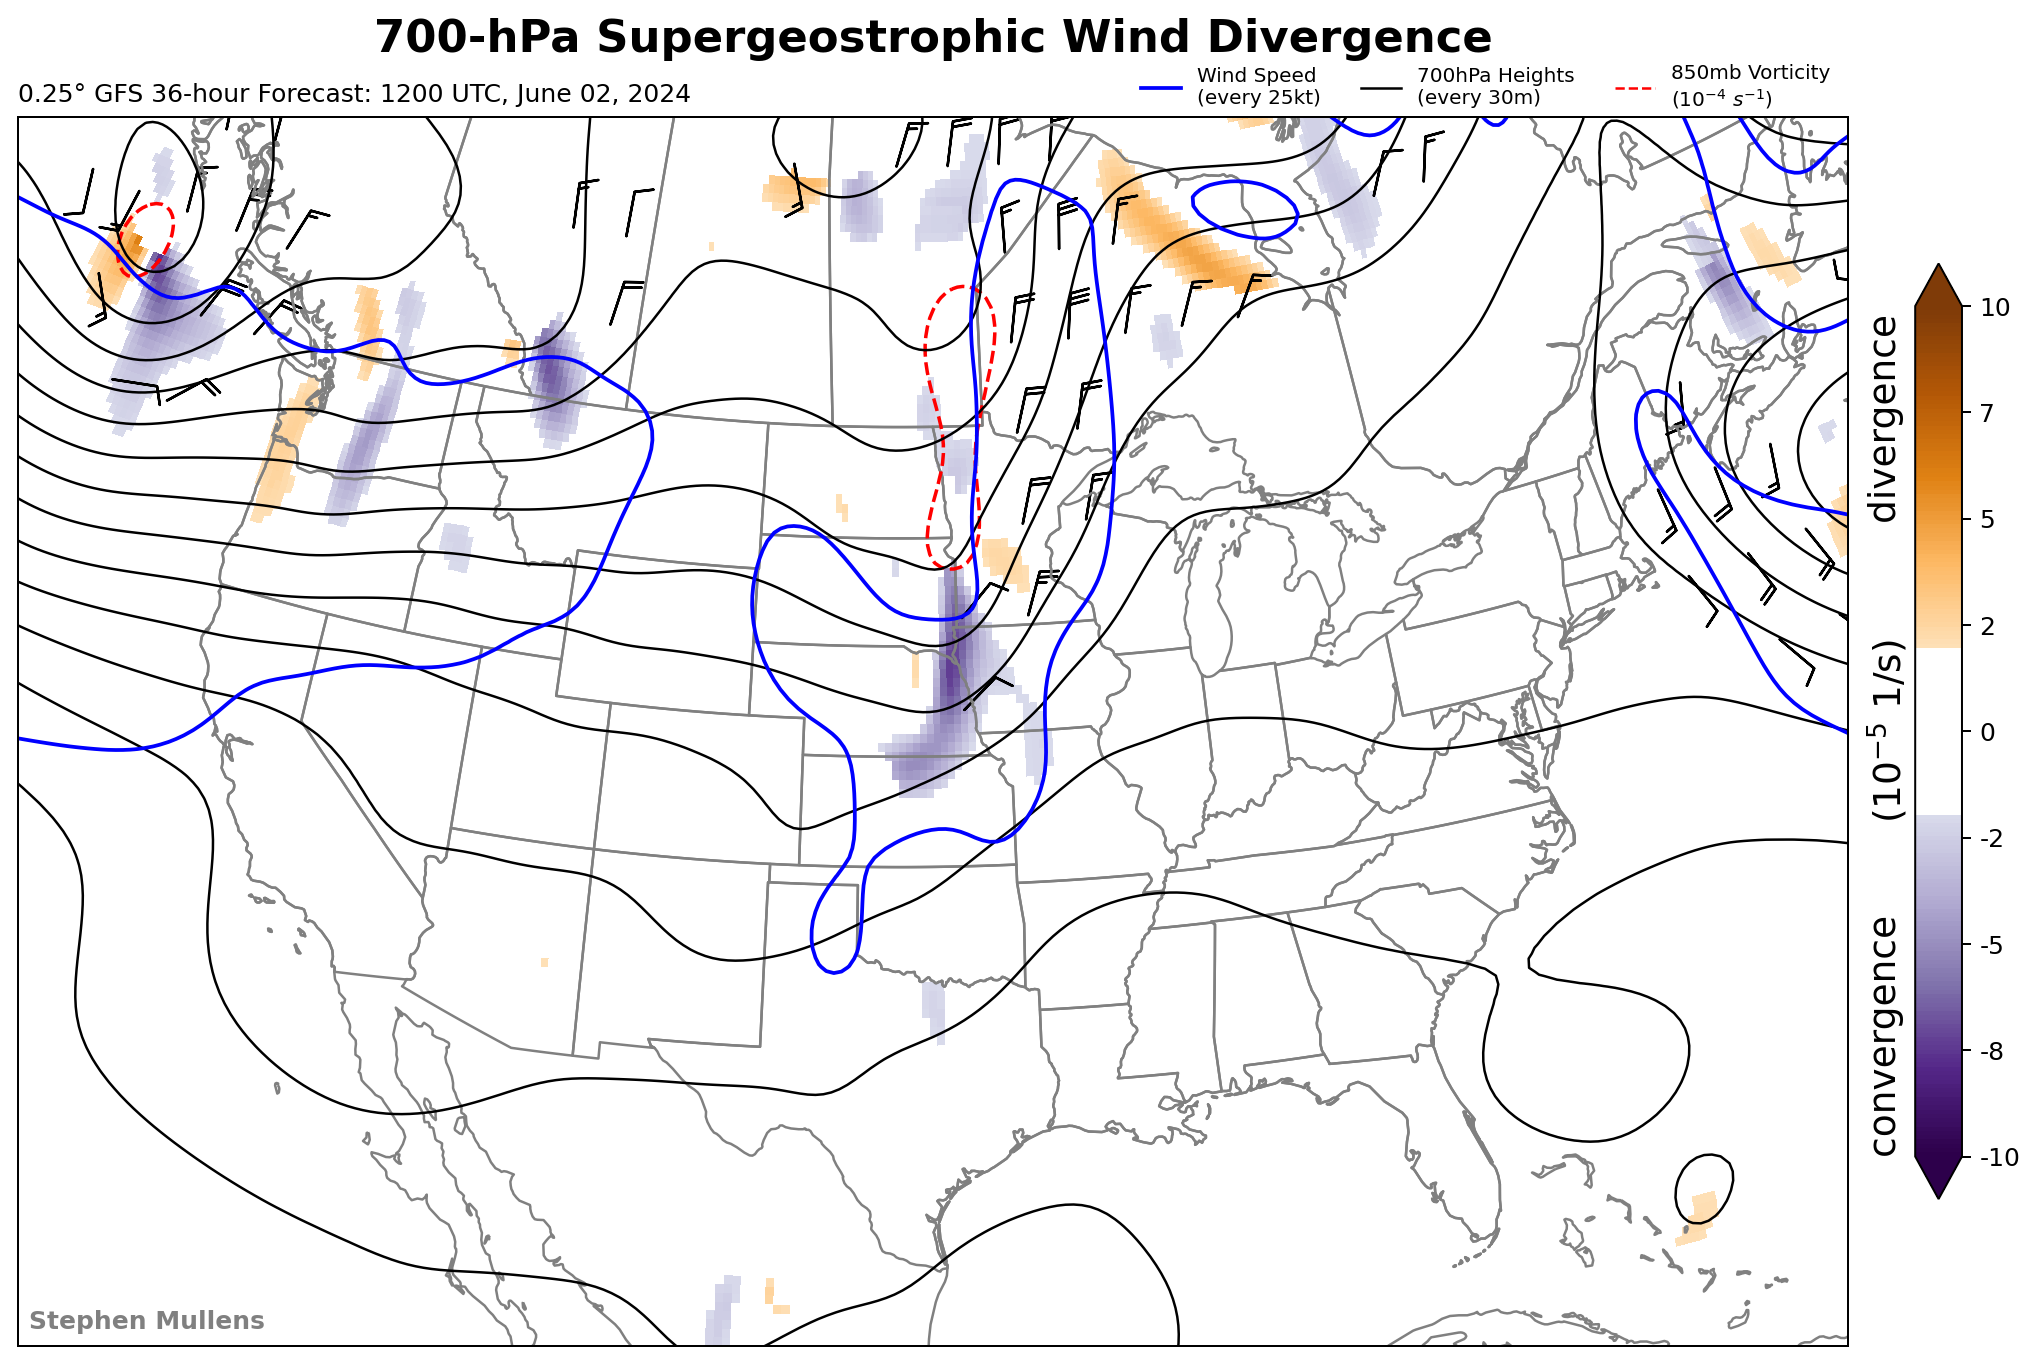 700-hPa Supergeostrophic Wind Divergence
0.25° GFS 36-hour Forecast: 1200 UTC, June 02, 2024
Wind Speed
(every 25kt)
700hPa Heights
(every 30m)
850mb Vorticity
(10⁻⁴ s⁻¹)
10
7
5
2
0
-2
-5
-8
-10
convergence (10⁻⁵ 1/s) divergence
Stephen Mullens